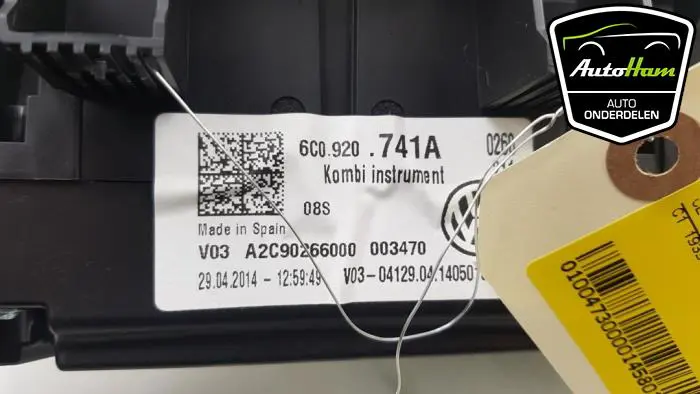 AutoHam
AUTO
ONDERDELEN
6C0.920 .741A 0260
Kombi instrument
08S
Made in Spain
V03 A2C90266000 003470
29.04.2014 - 12:59:49 V03-04129.04.14050